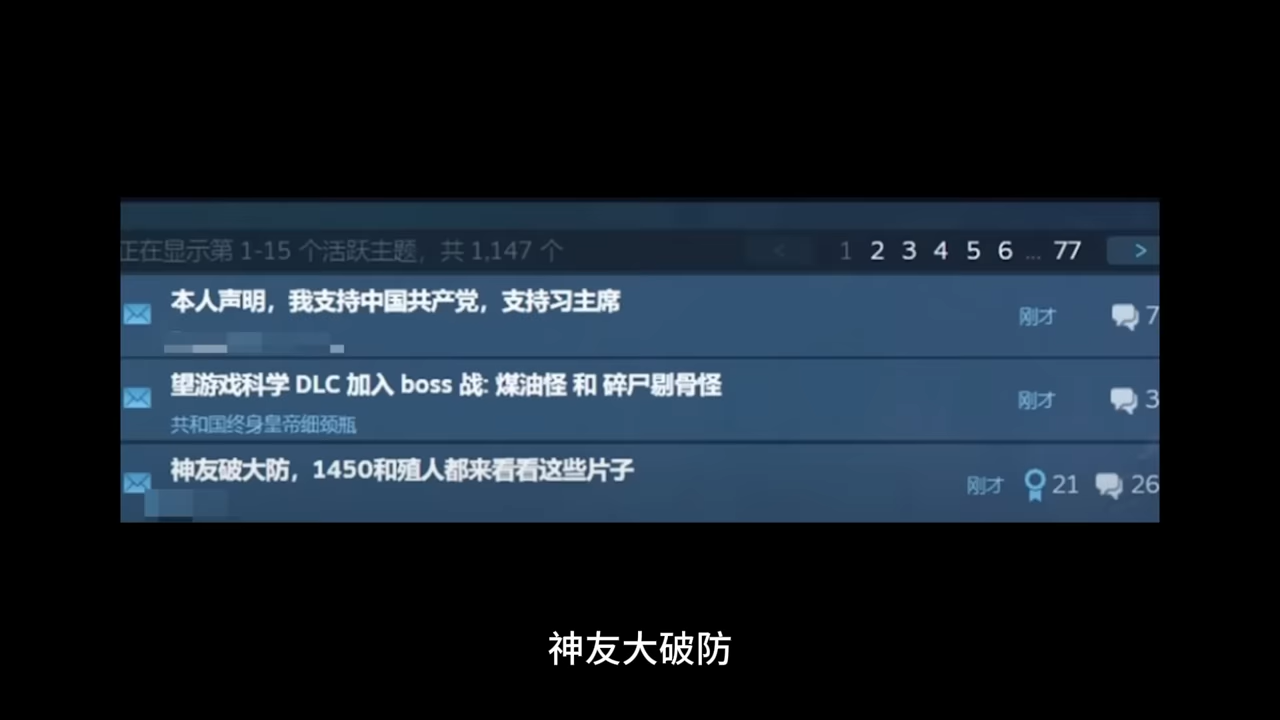 正在显示第 1-15 个活跃主题，共 1,147 个 < 1 2 3 4 5 6 ... 77 >
本人声明，我支持中国共产党，支持习主席
刚才 7
望游戏科学 DLC 加入 boss 战: 煤油怪 和 碎尸剔骨怪
共和国终身皇帝细颈瓶
刚才 3
神友破大防，1450和殖人都来看看这些片子
刚才 21 26
神友大破防